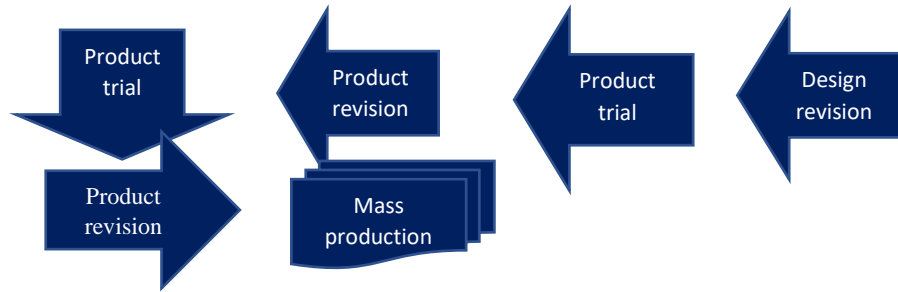 Product
trial
Product
revision
Product
trial
Design
revision
Product
revision
Mass
production